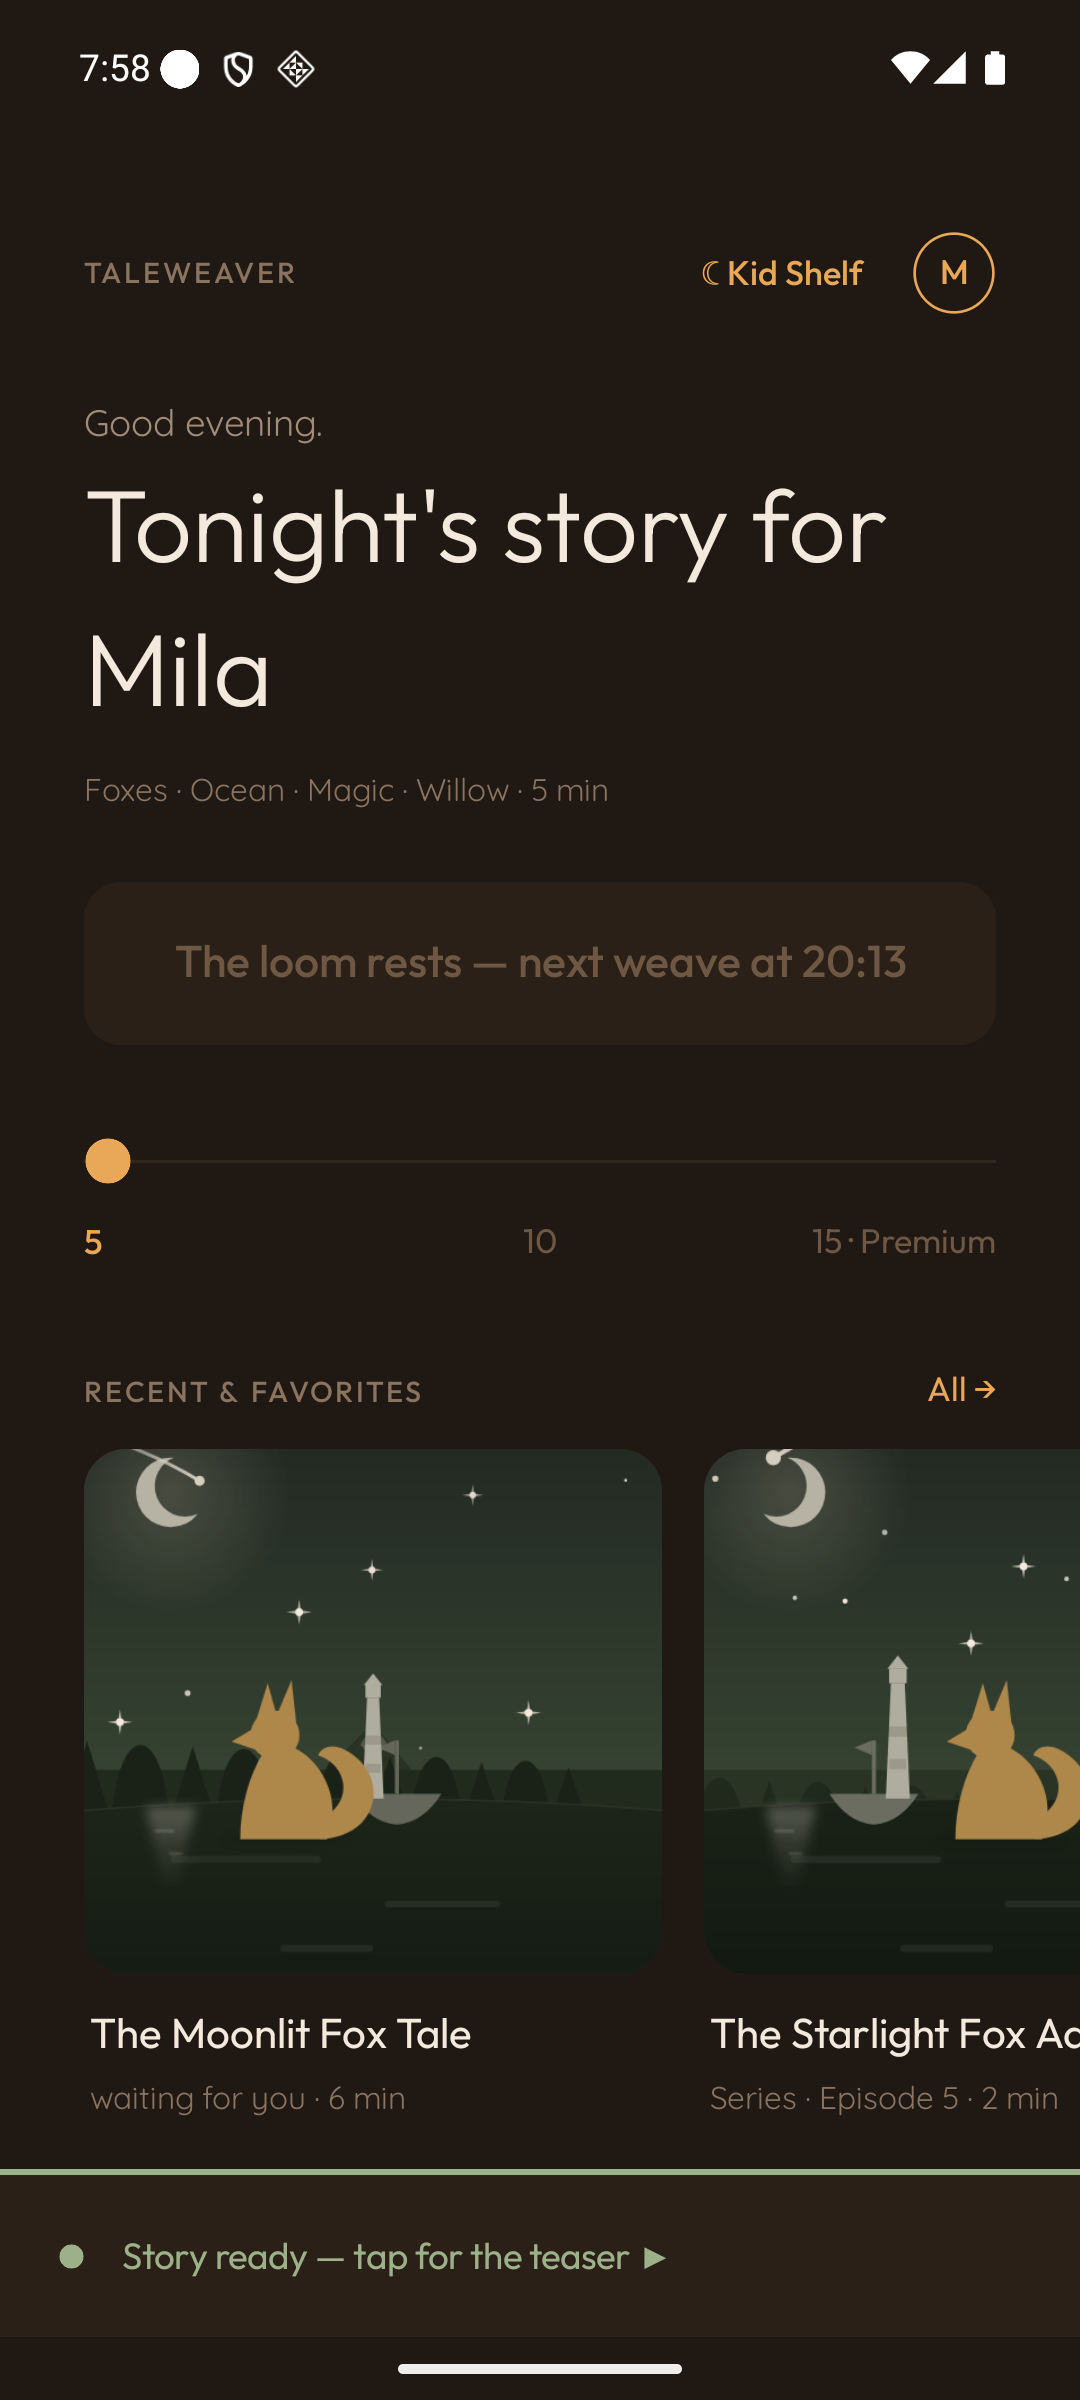 7:58
TALEWEAVER
☾ Kid Shelf
M
Good evening.
Tonight's story for
Mila
Foxes · Ocean · Magic · Willow · 5 min
The loom rests — next weave at 20:13
5
10
15 · Premium
RECENT & FAVORITES
All →
The Moonlit Fox Tale
waiting for you · 6 min
The Starlight Fox
Series · Episode 5 · 2 min
Story ready — tap for the teaser ▶